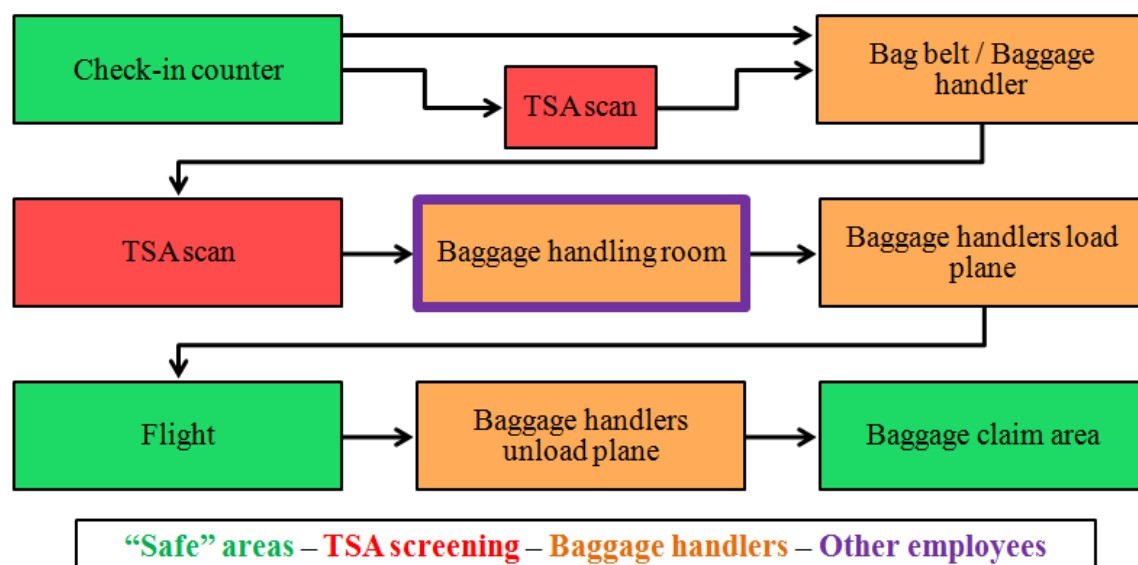 Check-in counter
TSA scan
Bag belt / Baggage
handler
TSA scan
Baggage handling room
Baggage handlers load
plane
Flight
Baggage handlers
unload plane
Baggage claim area
“Safe” areas – TSA screening – Baggage handlers – Other employees